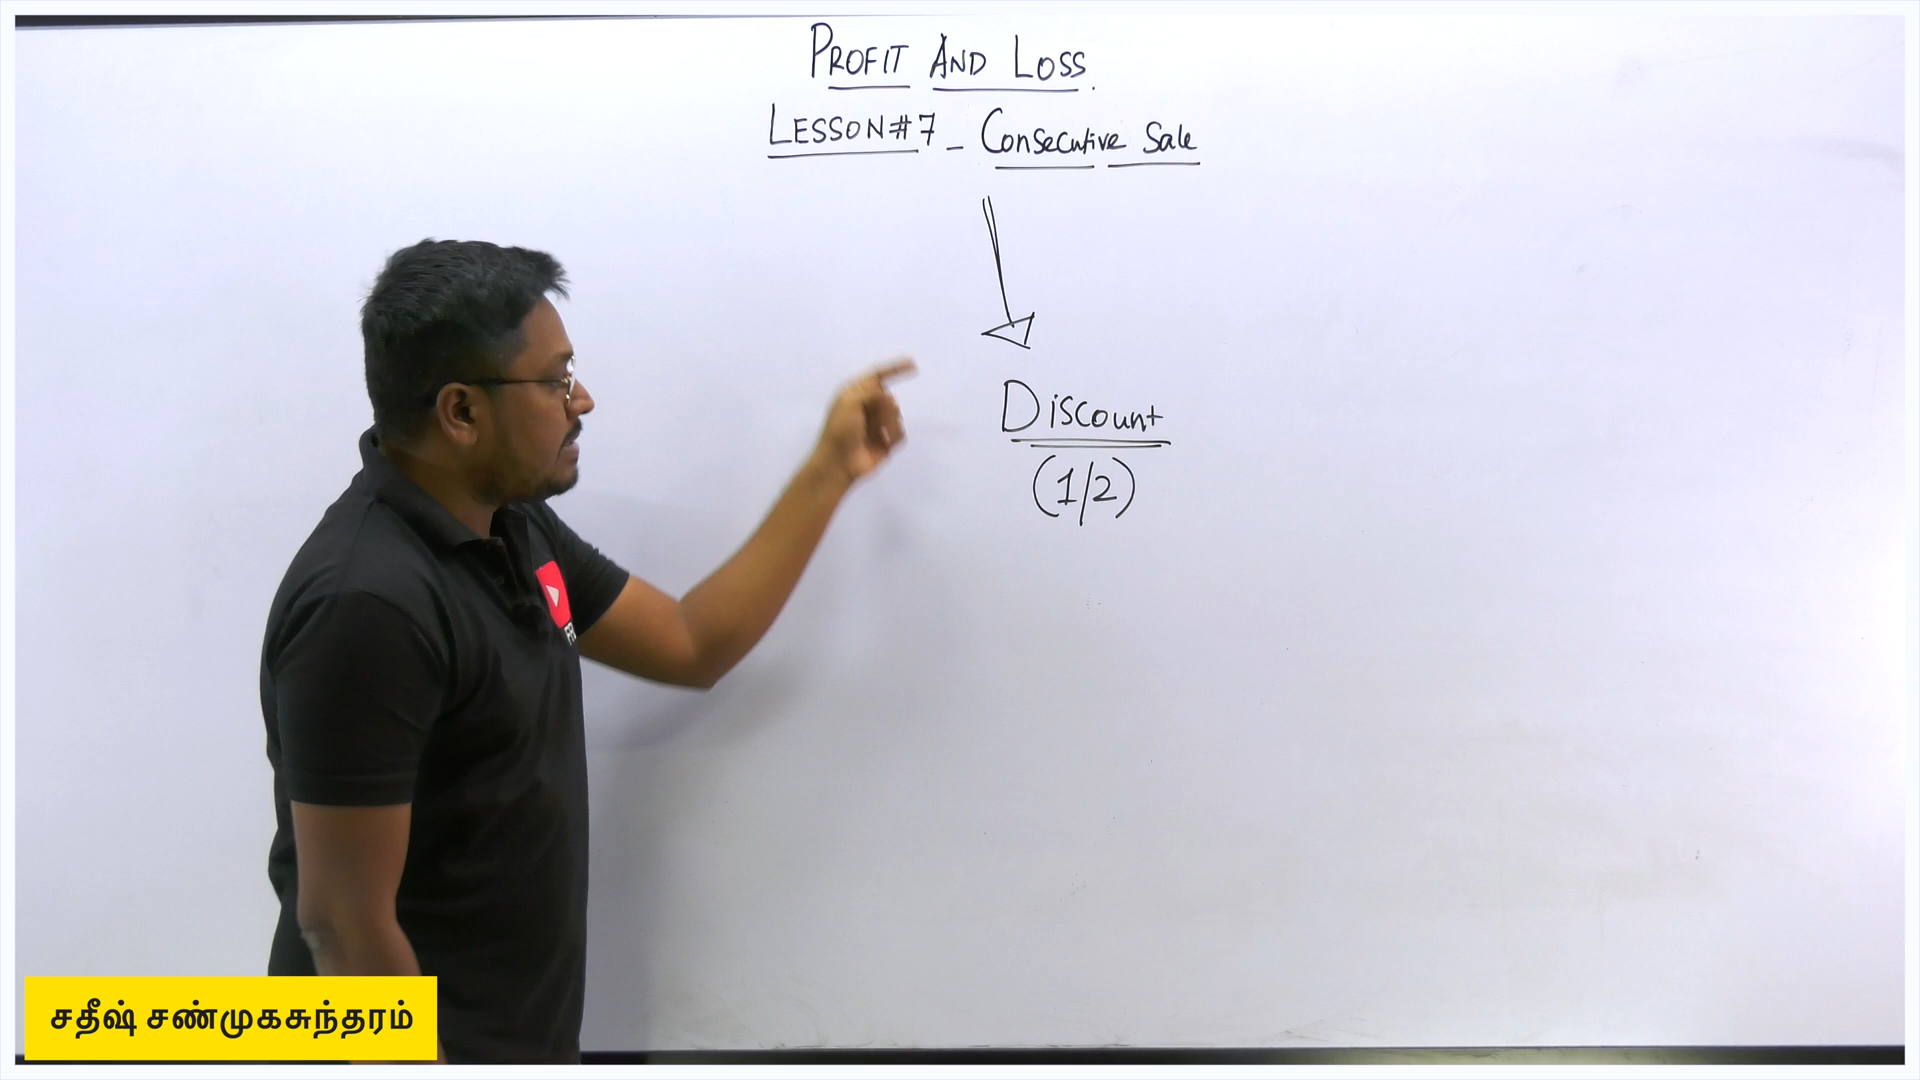 PROFIT AND LOSS.
LESSON#7 - Consecutive Sale
Discount
(1/2)
சதீஷ் சண்முகசுந்தரம்